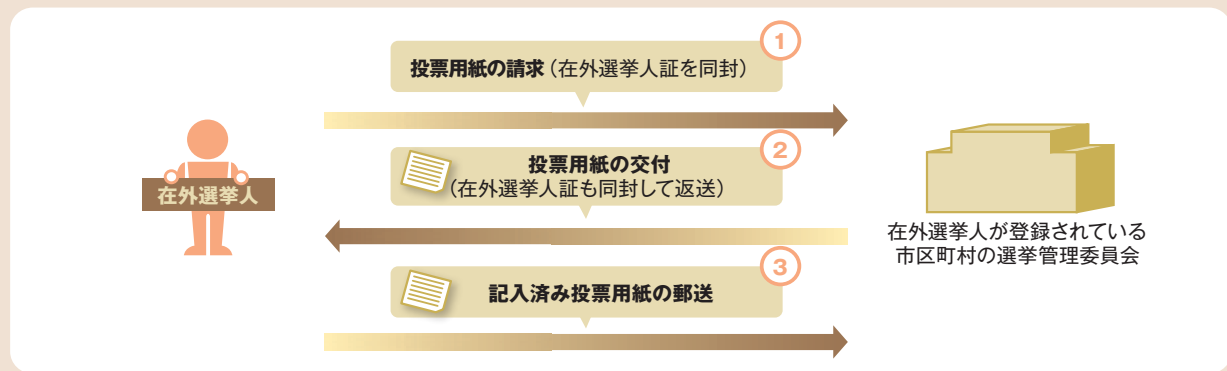 1
投票用紙の請求（在外選挙人証を同封）
2
投票用紙の交付
（在外選挙人証も同封して返送）
在外選挙人
在外選挙人が登録されている
市区町村の選挙管理委員会
3
記入済み投票用紙の郵送